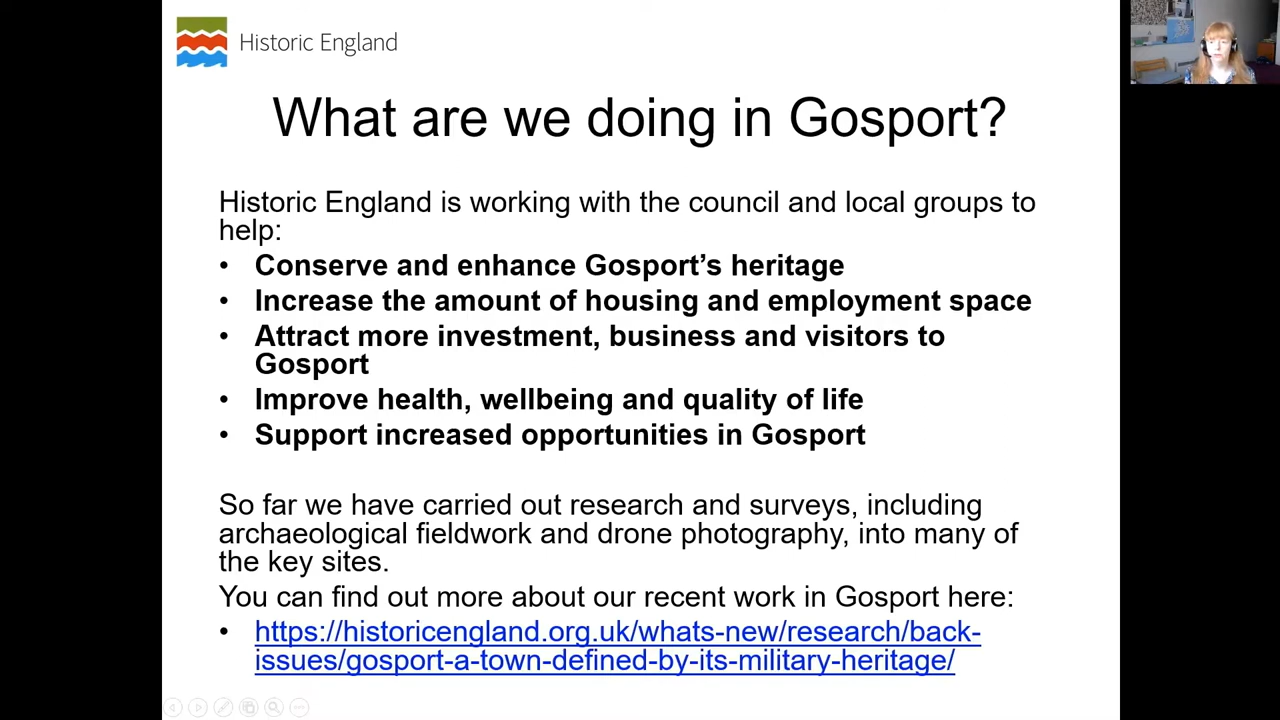 Historic England
What are we doing in Gosport?
Historic England is working with the council and local groups to
help:
• Conserve and enhance Gosport’s heritage
• Increase the amount of housing and employment space
• Attract more investment, business and visitors to
Gosport
• Improve health, wellbeing and quality of life
• Support increased opportunities in Gosport
So far we have carried out research and surveys, including
archaeological fieldwork and drone photography, into many of
the key sites.
You can find out more about our recent work in Gosport here:
• https://historicengland.org.uk/whats-new/research/back-
issues/gosport-a-town-defined-by-its-military-heritage/